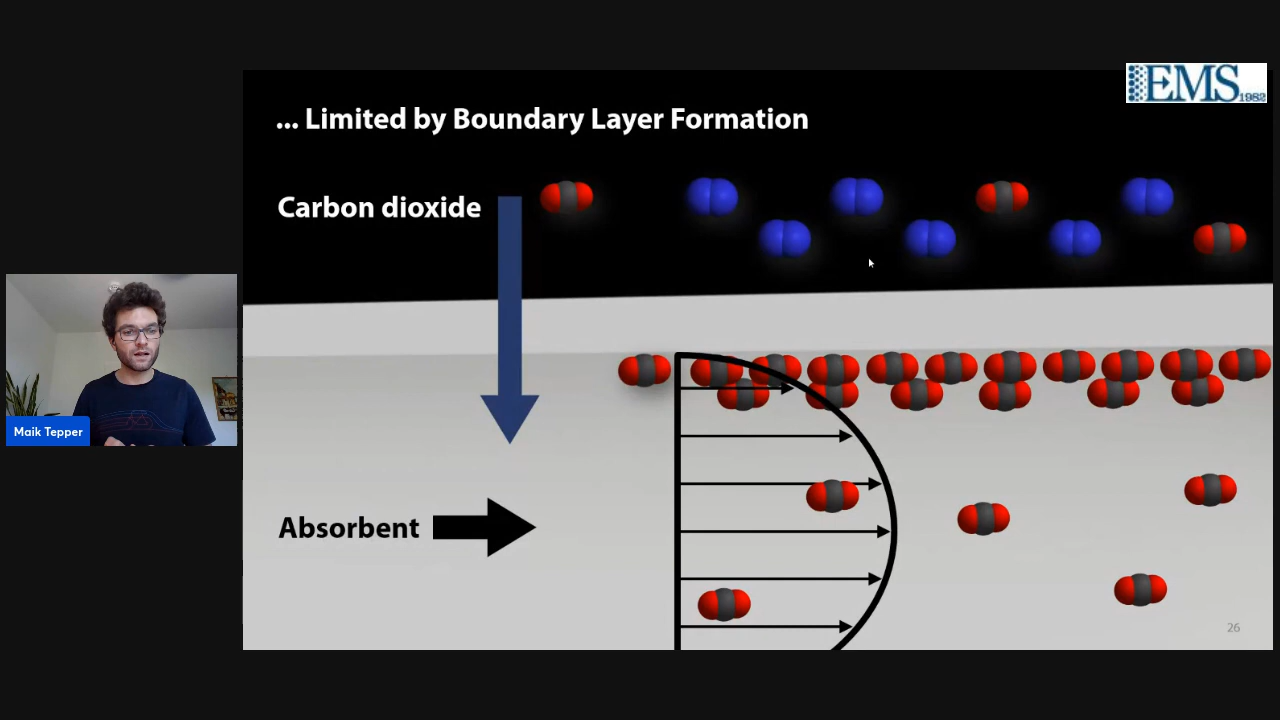 EMS 1982
... Limited by Boundary Layer Formation
Carbon dioxide
Maik Tepper
Absorbent
26